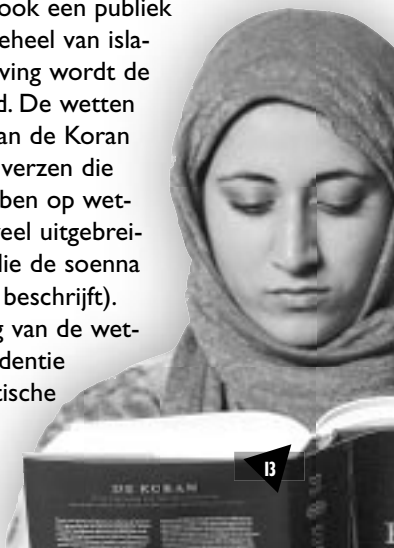 ook een publiek
eheel van isla-
ving wordt de
d. De wetten
an de Koran
verzen die
ben op wet-
eel uitgebrei-
lie de soenna
beschrijft).
g van de wet-
dentie
tische
13
DE KORAN